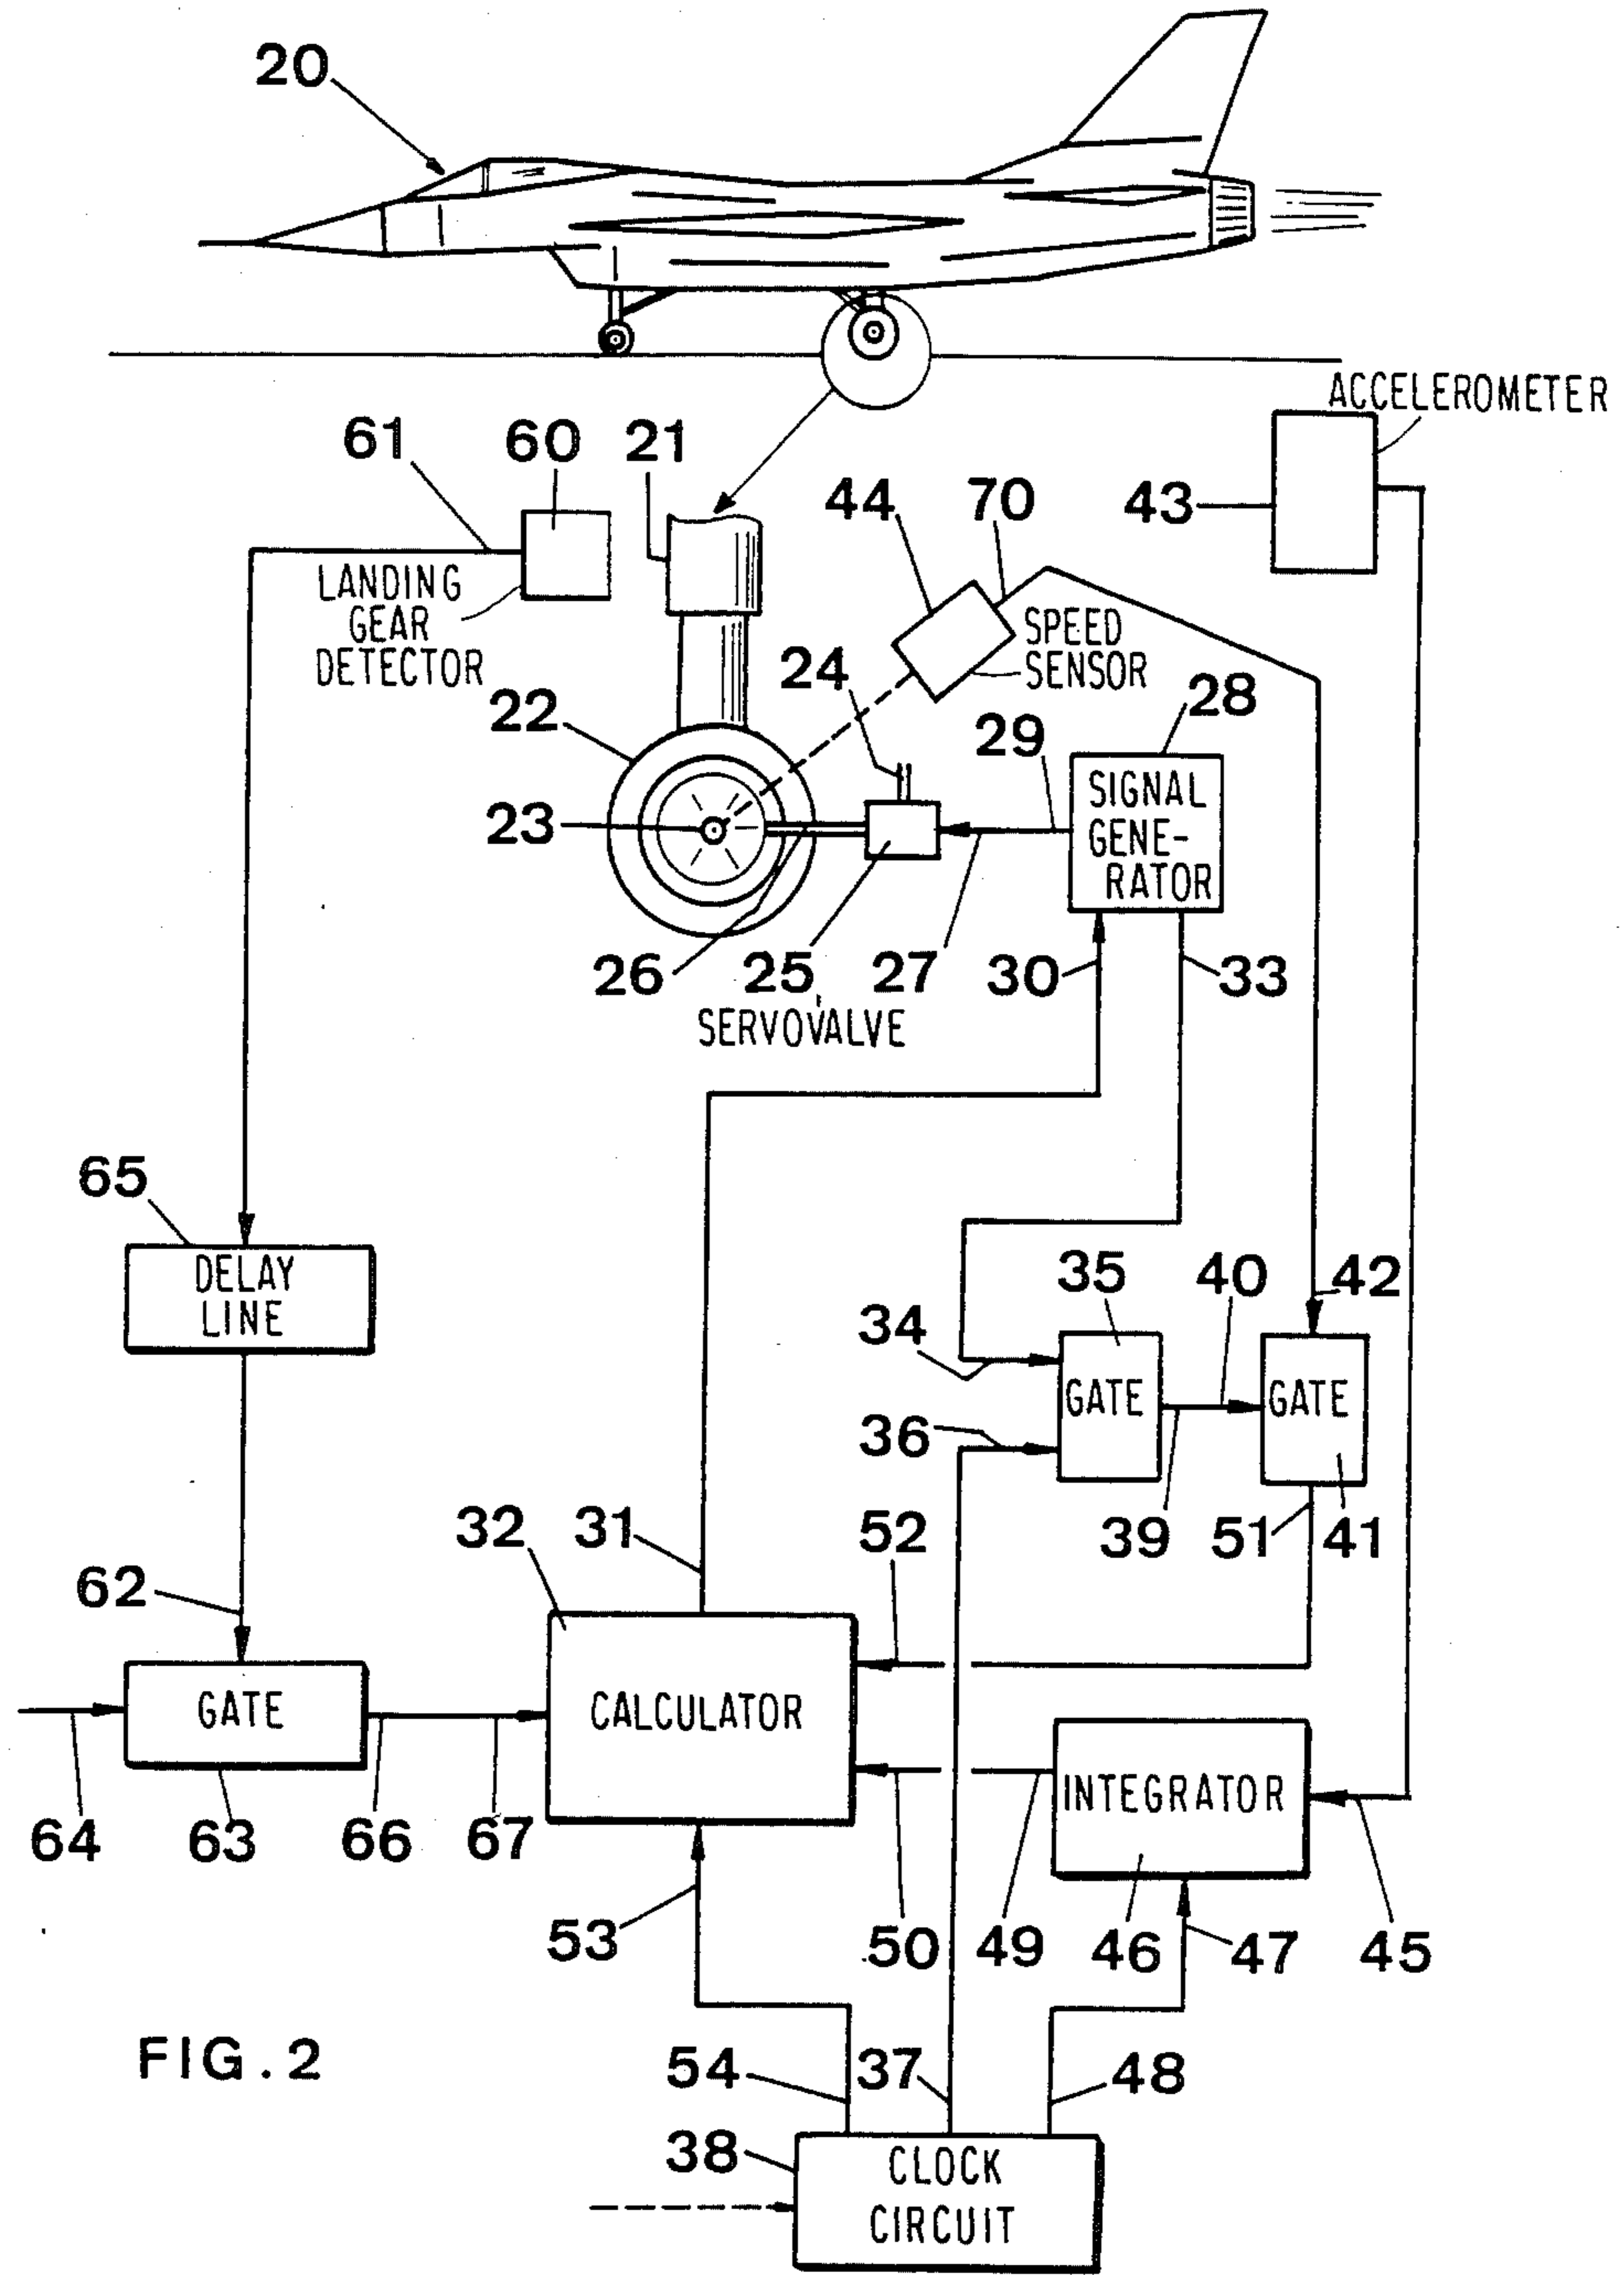 20
ACCELEROMETER
61
60
21
44
70
43
LANDING
GEAR
DETECTOR
SPEED
SENSOR
24
22
29
28
SIGNAL
GENE-
RATOR
23
26
25
27
30
33
SERVOVALVE
65
DELAY
LINE
35
40
42
34
GATE
GATE
36
32
31
52
39
51
41
62
GATE
CALCULATOR
INTEGRATOR
64
63
66
67
53
50
49
46
47
45
FIG. 2
54
37
48
38
CLOCK
CIRCUIT